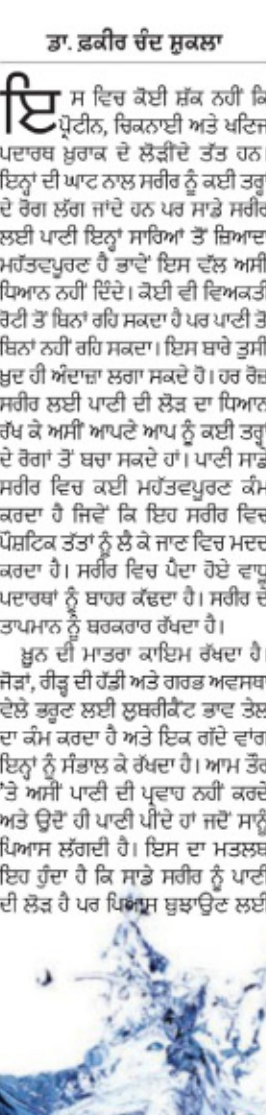 ਡਾ. ਫ਼ਕੀਰ ਚੰਦ ਸ਼ੁਕਲਾ
ਇਸ ਵਿਚ ਕੋਈ ਸ਼ੱਕ ਨਹੀਂ ਕਿ
ਪ੍ਰੋਟੀਨ, ਚਿਕਨਾਈ ਅਤੇ ਖਣਿਜ
ਪਦਾਰਥ ਖ਼ੁਰਾਕ ਦੇ ਲੋੜੀਂਦੇ ਤੱਤ ਹਨ।
ਇਨ੍ਹਾਂ ਦੀ ਘਾਟ ਨਾਲ ਸਰੀਰ ਨੂੰ ਕਈ ਤਰ੍ਹਾਂ
ਦੇ ਰੋਗ ਲੱਗ ਜਾਂਦੇ ਹਨ ਪਰ ਸਾਡੇ ਸਰੀਰ
ਲਈ ਪਾਣੀ ਇਨ੍ਹਾਂ ਸਾਰਿਆਂ ਤੋਂ ਜ਼ਿਆਦਾ
ਮਹੱਤਵਪੂਰਣ ਹੈ ਭਾਵੇਂ ਇਸ ਵੱਲ ਅਸੀਂ
ਧਿਆਨ ਨਹੀਂ ਦਿੰਦੇ। ਕੋਈ ਵੀ ਵਿਅਕਤੀ
ਰੋਟੀ ਤੋਂ ਬਿਨਾਂ ਰਹਿ ਸਕਦਾ ਹੈ ਪਰ ਪਾਣੀ ਤੋਂ
ਬਿਨਾਂ ਨਹੀਂ ਰਹਿ ਸਕਦਾ। ਇਸ ਬਾਰੇ ਤੁਸੀਂ
ਖ਼ੁਦ ਹੀ ਅੰਦਾਜ਼ਾ ਲਗਾ ਸਕਦੇ ਹੋ। ਹਰ ਰੋਜ਼
ਸਰੀਰ ਲਈ ਪਾਣੀ ਦੀ ਲੋੜ ਦਾ ਧਿਆਨ
ਰੱਖ ਕੇ ਅਸੀਂ ਆਪਣੇ ਆਪ ਨੂੰ ਕਈ ਤਰ੍ਹਾਂ
ਦੇ ਰੋਗਾਂ ਤੋਂ ਬਚਾ ਸਕਦੇ ਹਾਂ। ਪਾਣੀ ਸਾਡੇ
ਸਰੀਰ ਵਿਚ ਕਈ ਮਹੱਤਵਪੂਰਣ ਕੰਮ
ਕਰਦਾ ਹੈ ਜਿਵੇਂ ਕਿ ਇਹ ਸਰੀਰ ਵਿਚ
ਪੌਸ਼ਟਿਕ ਤੱਤਾਂ ਨੂੰ ਲੈ ਕੇ ਜਾਣ ਵਿਚ ਮਦਦ
ਕਰਦਾ ਹੈ। ਸਰੀਰ ਵਿਚ ਪੈਦਾ ਹੋਏ ਵਾਧੂ
ਪਦਾਰਥਾਂ ਨੂੰ ਬਾਹਰ ਕੱਢਦਾ ਹੈ। ਸਰੀਰ ਦੇ
ਤਾਪਮਾਨ ਨੂੰ ਬਰਕਰਾਰ ਰੱਖਦਾ ਹੈ।
ਖ਼ੂਨ ਦੀ ਮਾਤਰਾ ਕਾਇਮ ਰੱਖਦਾ ਹੈ।
ਜੋੜਾਂ, ਰੀੜ੍ਹ ਦੀ ਹੱਡੀ ਅਤੇ ਗਰਭ ਅਵਸਥਾ
ਵੇਲੇ ਭਰੂਣ ਲਈ ਲੁਬਰੀਕੈਂਟ ਭਾਵ ਤੇਲ
ਦਾ ਕੰਮ ਕਰਦਾ ਹੈ ਅਤੇ ਇਕ ਗੱਦੇ ਵਾਂਗ
ਇਨ੍ਹਾਂ ਨੂੰ ਸੰਭਾਲ ਕੇ ਰੱਖਦਾ ਹੈ। ਆਮ ਤੌਰ
'ਤੇ ਅਸੀਂ ਪਾਣੀ ਦੀ ਪ੍ਰਵਾਹ ਨਹੀਂ ਕਰਦੇ
ਅਤੇ ਉਦੋਂ ਹੀ ਪਾਣੀ ਪੀਂਦੇ ਹਾਂ ਜਦੋਂ ਸਾਨੂੰ
ਪਿਆਸ ਲੱਗਦੀ ਹੈ। ਇਸ ਦਾ ਮਤਲਬ
ਇਹ ਹੁੰਦਾ ਹੈ ਕਿ ਸਾਡੇ ਸਰੀਰ ਨੂੰ ਪਾਣੀ
ਦੀ ਲੋੜ ਹੈ ਪਰ ਪਿਆਸ ਬੁਝਾਉਣ ਲਈ